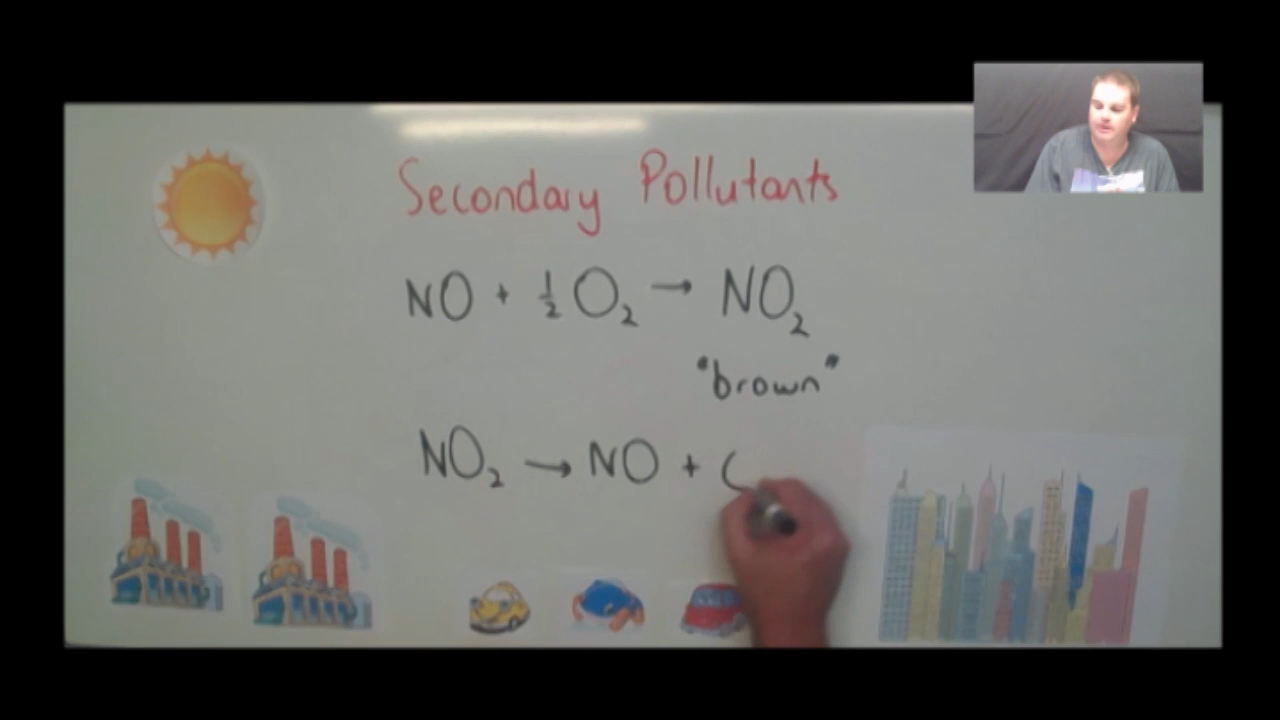 Secondary Pollutants
NO + ½ O₂ → NO₂
"brown"
NO₂ → NO +